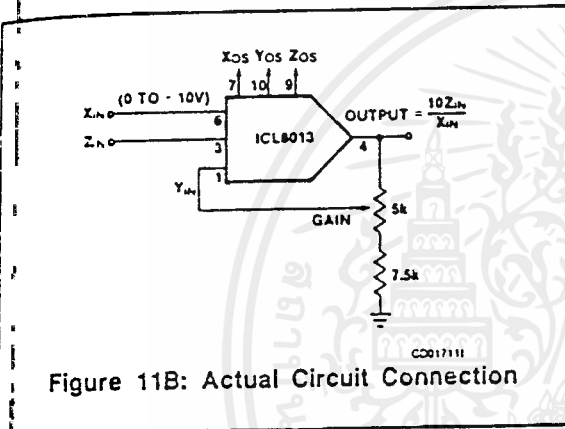 XOS YOS ZOS
7 10 9
(0 TO - 10V)
XIN
6
OUTPUT = 10ZIN / XIN
ICL8013
4
ZIN
3
1
YIN
GAIN
5k
7.5k
Figure 11B: Actual Circuit Connection